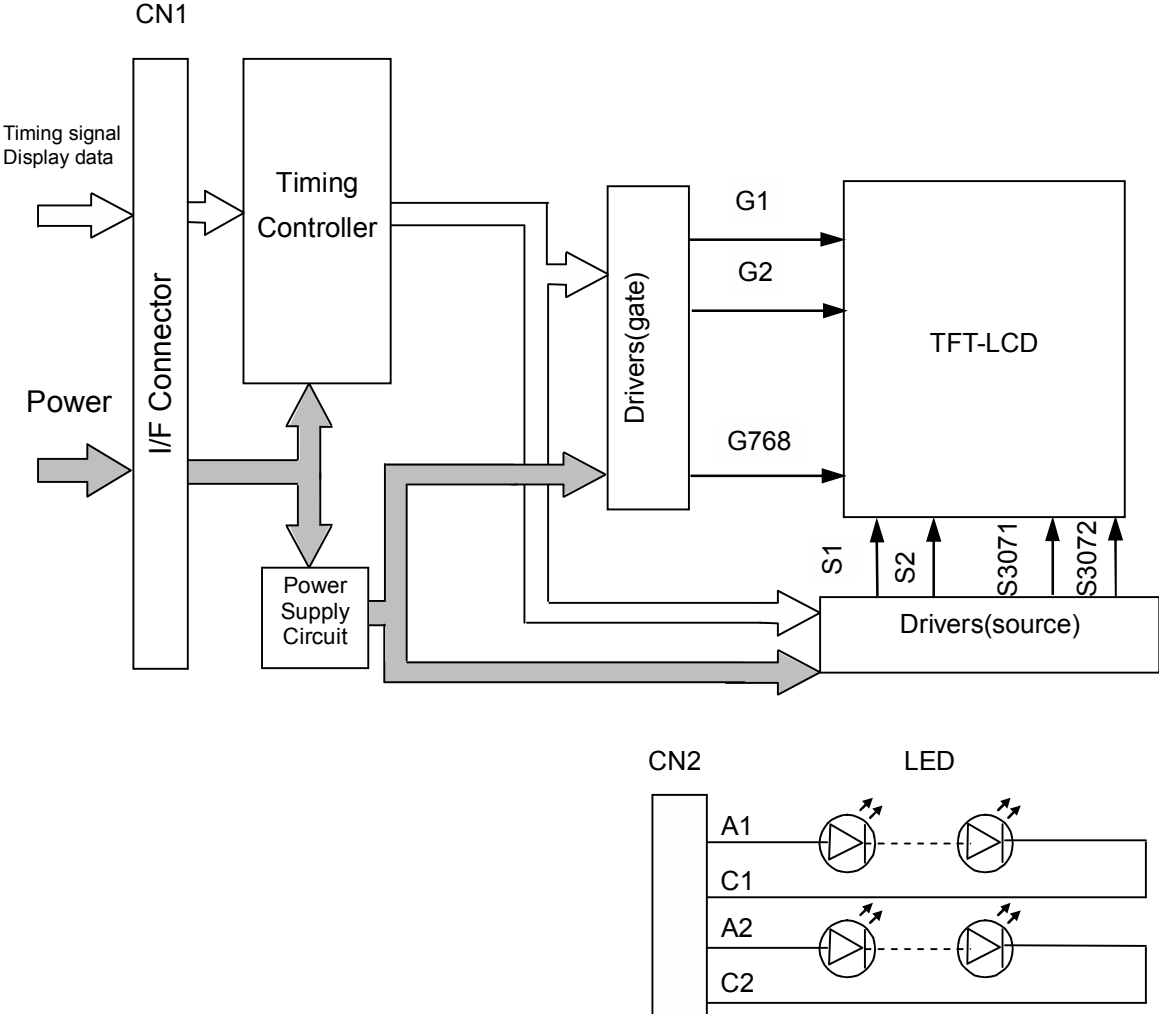 CN1
Timing signal
Display data
Power
I/F Connector
Timing
Controller
Power
Supply
Circuit
Drivers(gate)
G1
G2
G768
TFT-LCD
S1
S2
S3071
S3072
Drivers(source)
CN2
LED
A1
C1
A2
C2